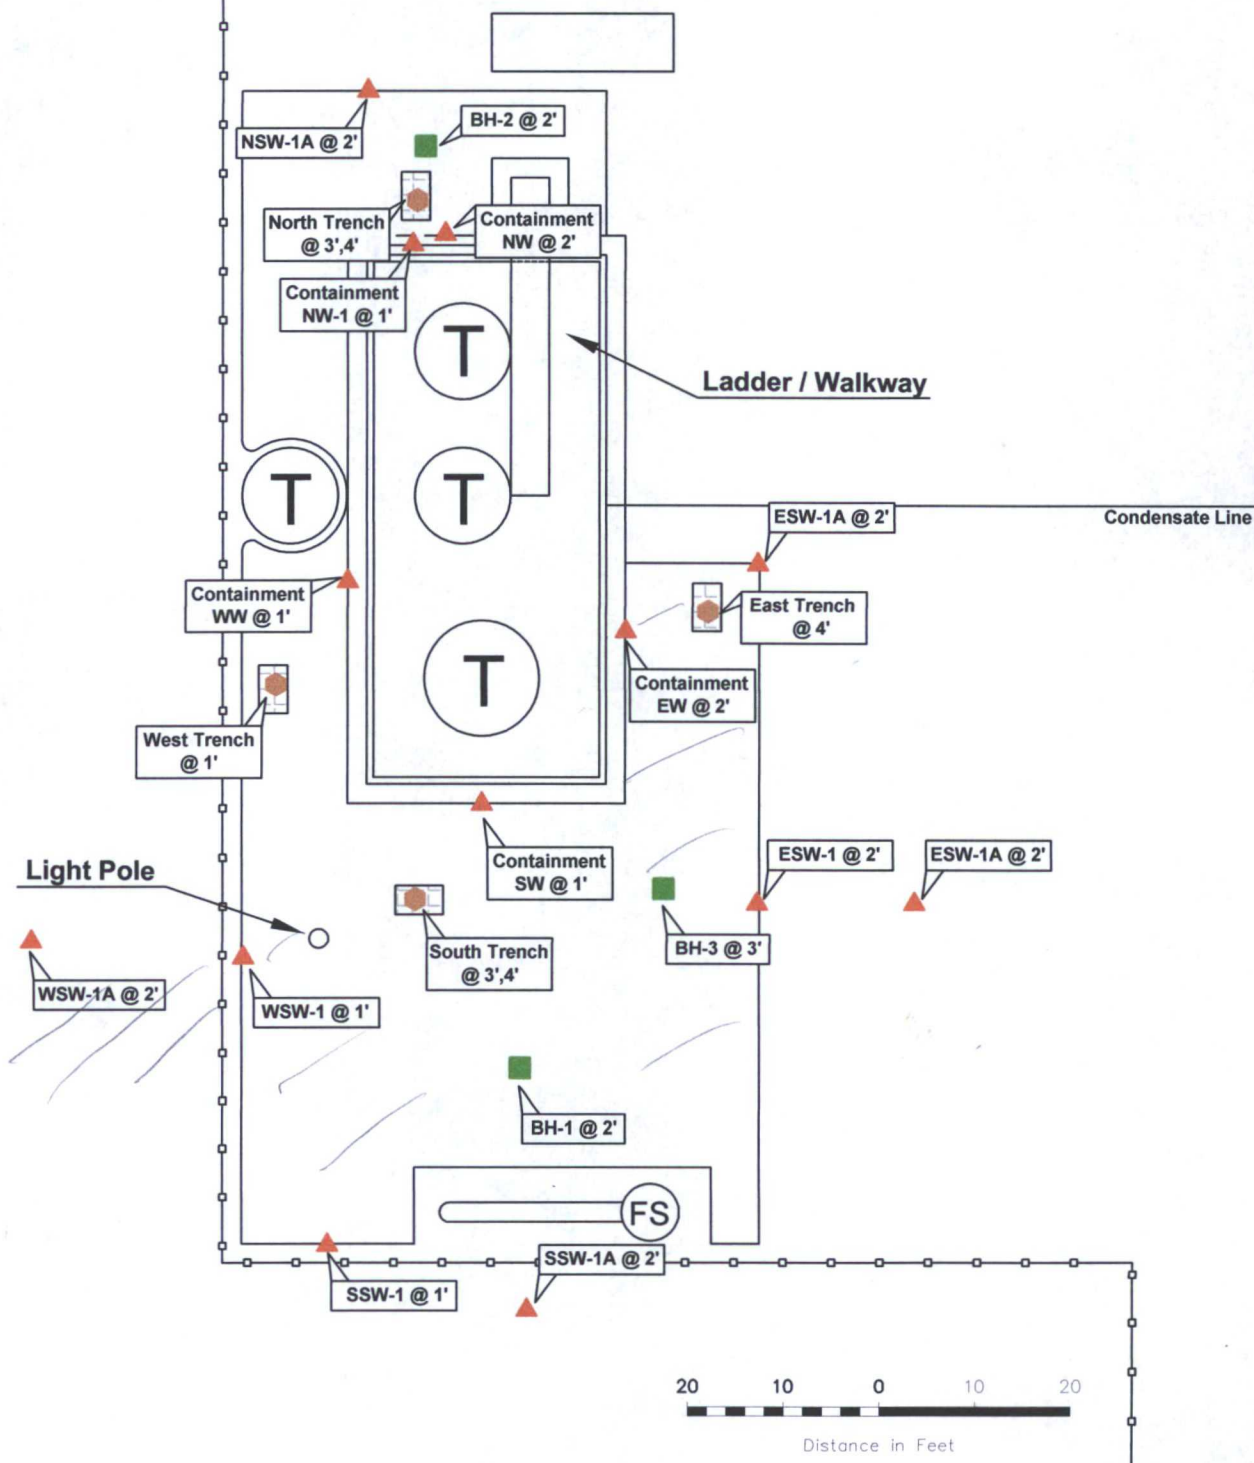 BH-2 @ 2'
NSW-1A @ 2'
North Trench
@ 3',4'
Containment
NW @ 2'
Containment
NW-1 @ 1'
T
Ladder / Walkway
T
T
ESW-1A @ 2'
Condensate Line
Containment
WW @ 1'
East Trench
@ 4'
T
Containment
EW @ 2'
West Trench
@ 1'
Containment
SW @ 1'
ESW-1 @ 2'
ESW-1A @ 2'
Light Pole
South Trench
@ 3',4'
BH-3 @ 3'
WSW-1A @ 2'
WSW-1 @ 1'
BH-1 @ 2'
FS
SSW-1A @ 2'
SSW-1 @ 1'
20 10 0 10 20
Distance in Feet